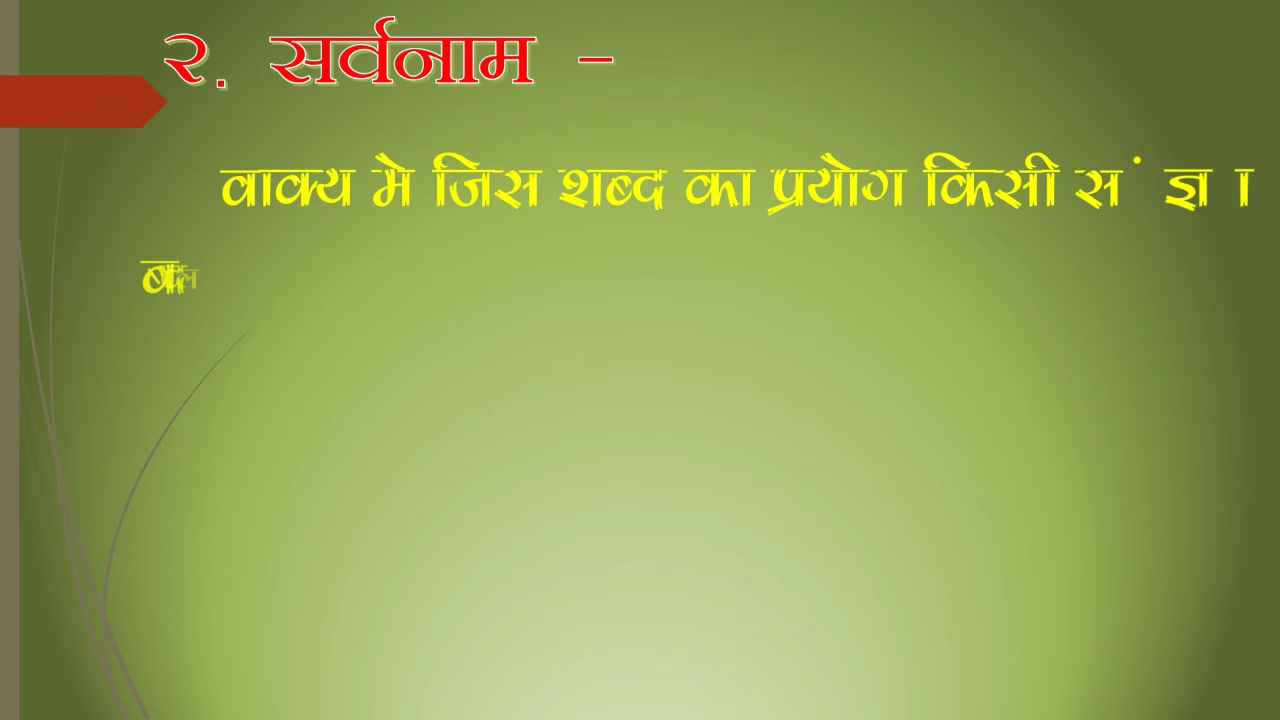 २. सर्वनाम -
वाक्य मे जिस शब्द का प्रयोग किसी संज्ञा